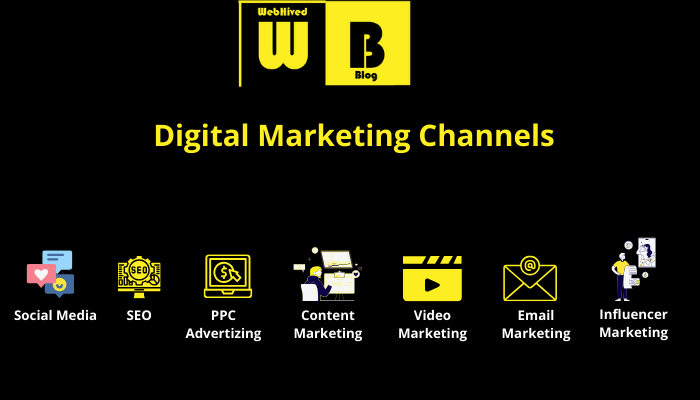 WebHived
W B
Blog
Digital Marketing Channels
SEO
$
@
Social Media SEO PPC Content Video Email Influencer
Advertizing Marketing Marketing Marketing Marketing